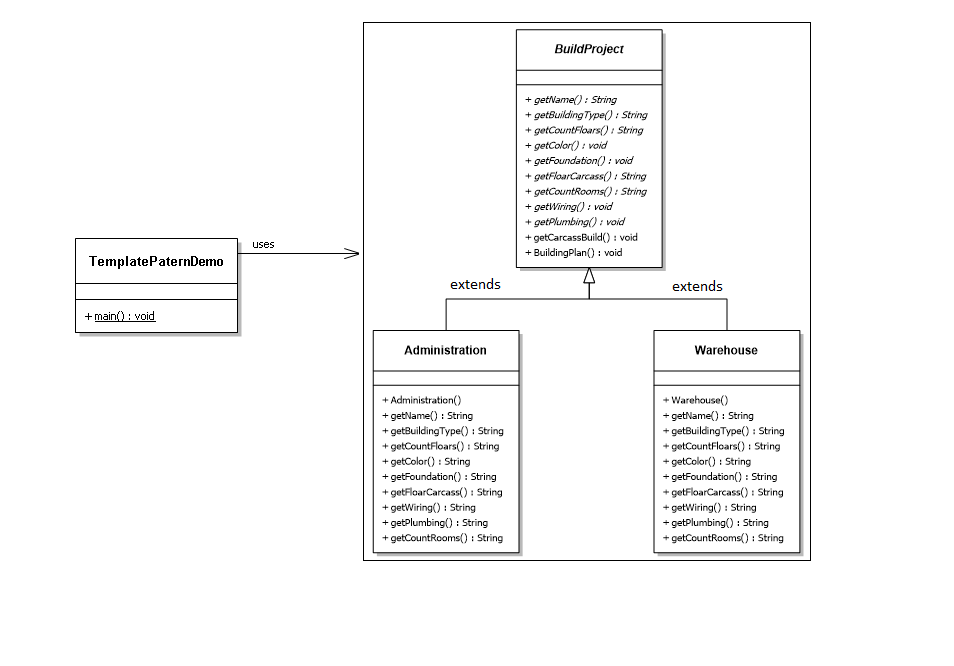 BuildProject
+ getName() : String
+ getBuildingType() : String
+ getCountFloars() : String
+ getColor() : void
+ getFoundation() : void
+ getFloarCarcass() : String
+ getCountRooms() : String
+ getWiring() : void
+ getPlumbing() : void
+ getCarcassBuild() : void
+ BuildingPlan() : void
uses
TemplatePaternDemo
+ main() : void
extends
extends
Administration
+ Administration()
+ getName() : String
+ getBuildingType() : String
+ getCountFloars() : String
+ getColor() : String
+ getFoundation() : String
+ getFloarCarcass() : String
+ getWiring() : String
+ getPlumbing() : String
+ getCountRooms() : String
Warehouse
+ Warehouse()
+ getName() : String
+ getBuildingType() : String
+ getCountFloars() : String
+ getColor() : String
+ getFoundation() : String
+ getFloarCarcass() : String
+ getWiring() : String
+ getPlumbing() : String
+ getCountRooms() : String